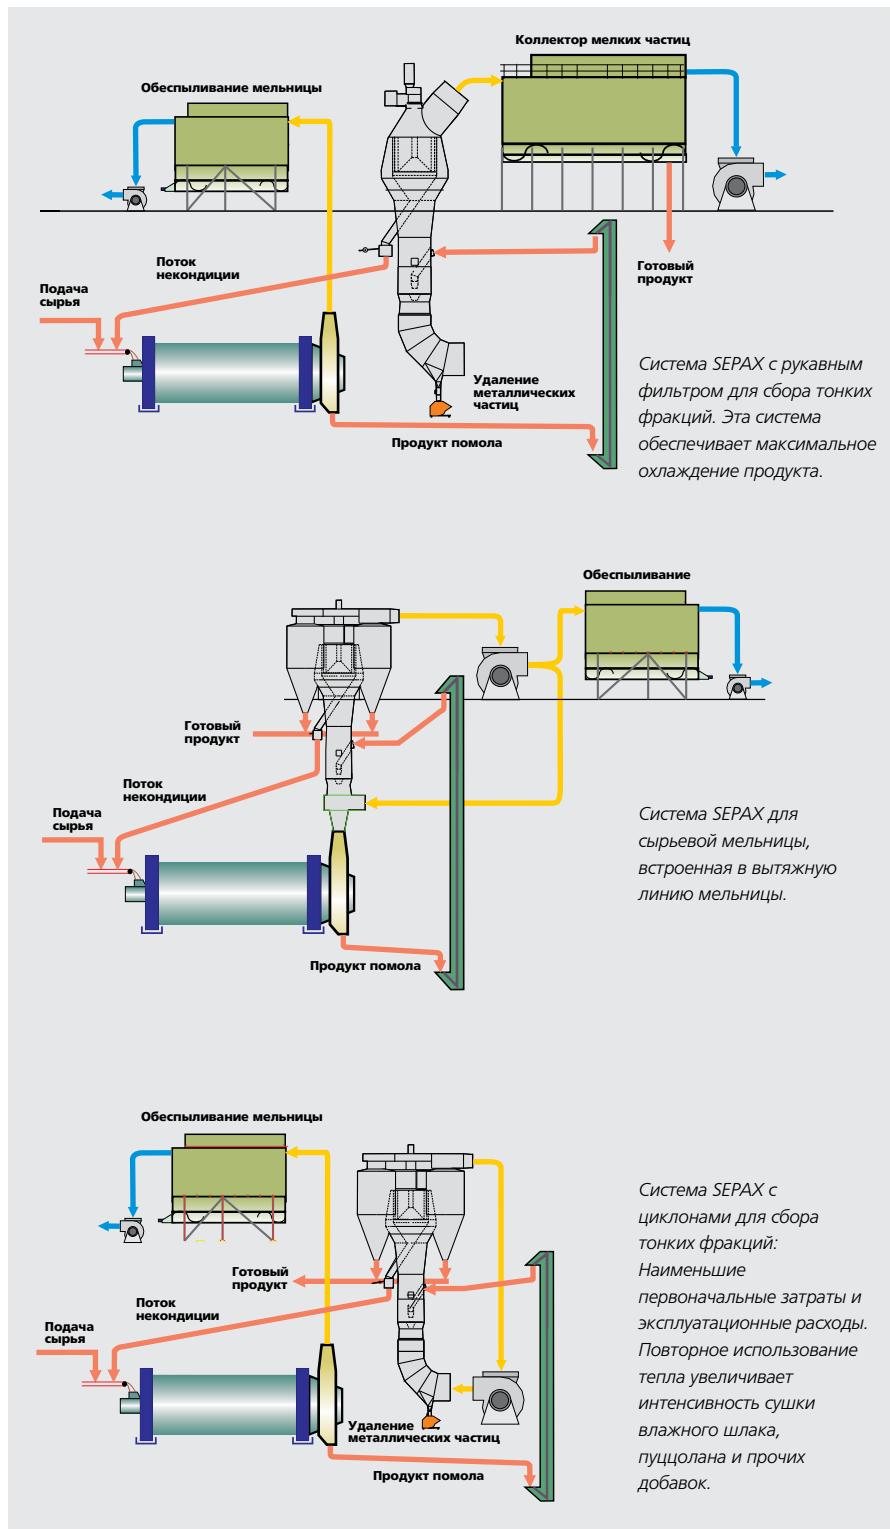 Коллектор мелких частиц
Обеспыливание мельницы
Поток
некондиции
Подача
сырья
Готовый
продукт
Удаление
металлических
частиц
Продукт помола
Система SEPAX с рукавным
фильтром для сбора тонких
фракций. Эта система
обеспечивает максимальное
охлаждение продукта.
Обеспыливание
Готовый
продукт
Поток
некондиции
Подача
сырья
Продукт помола
Система SEPAX для
сырьевой мельницы,
встроенная в вытяжную
линию мельницы.
Обеспыливание мельницы
Готовый
продукт
Поток
некондиции
Подача
сырья
Удаление
металлических частиц
Продукт помола
Система SEPAX с
циклонами для сбора
тонких фракций:
Наименьшие
первоначальные затраты и
эксплуатационные расходы.
Повторное использование
тепла увеличивает
интенсивность сушки
влажного шлака,
пуццолана и прочих
добавок.